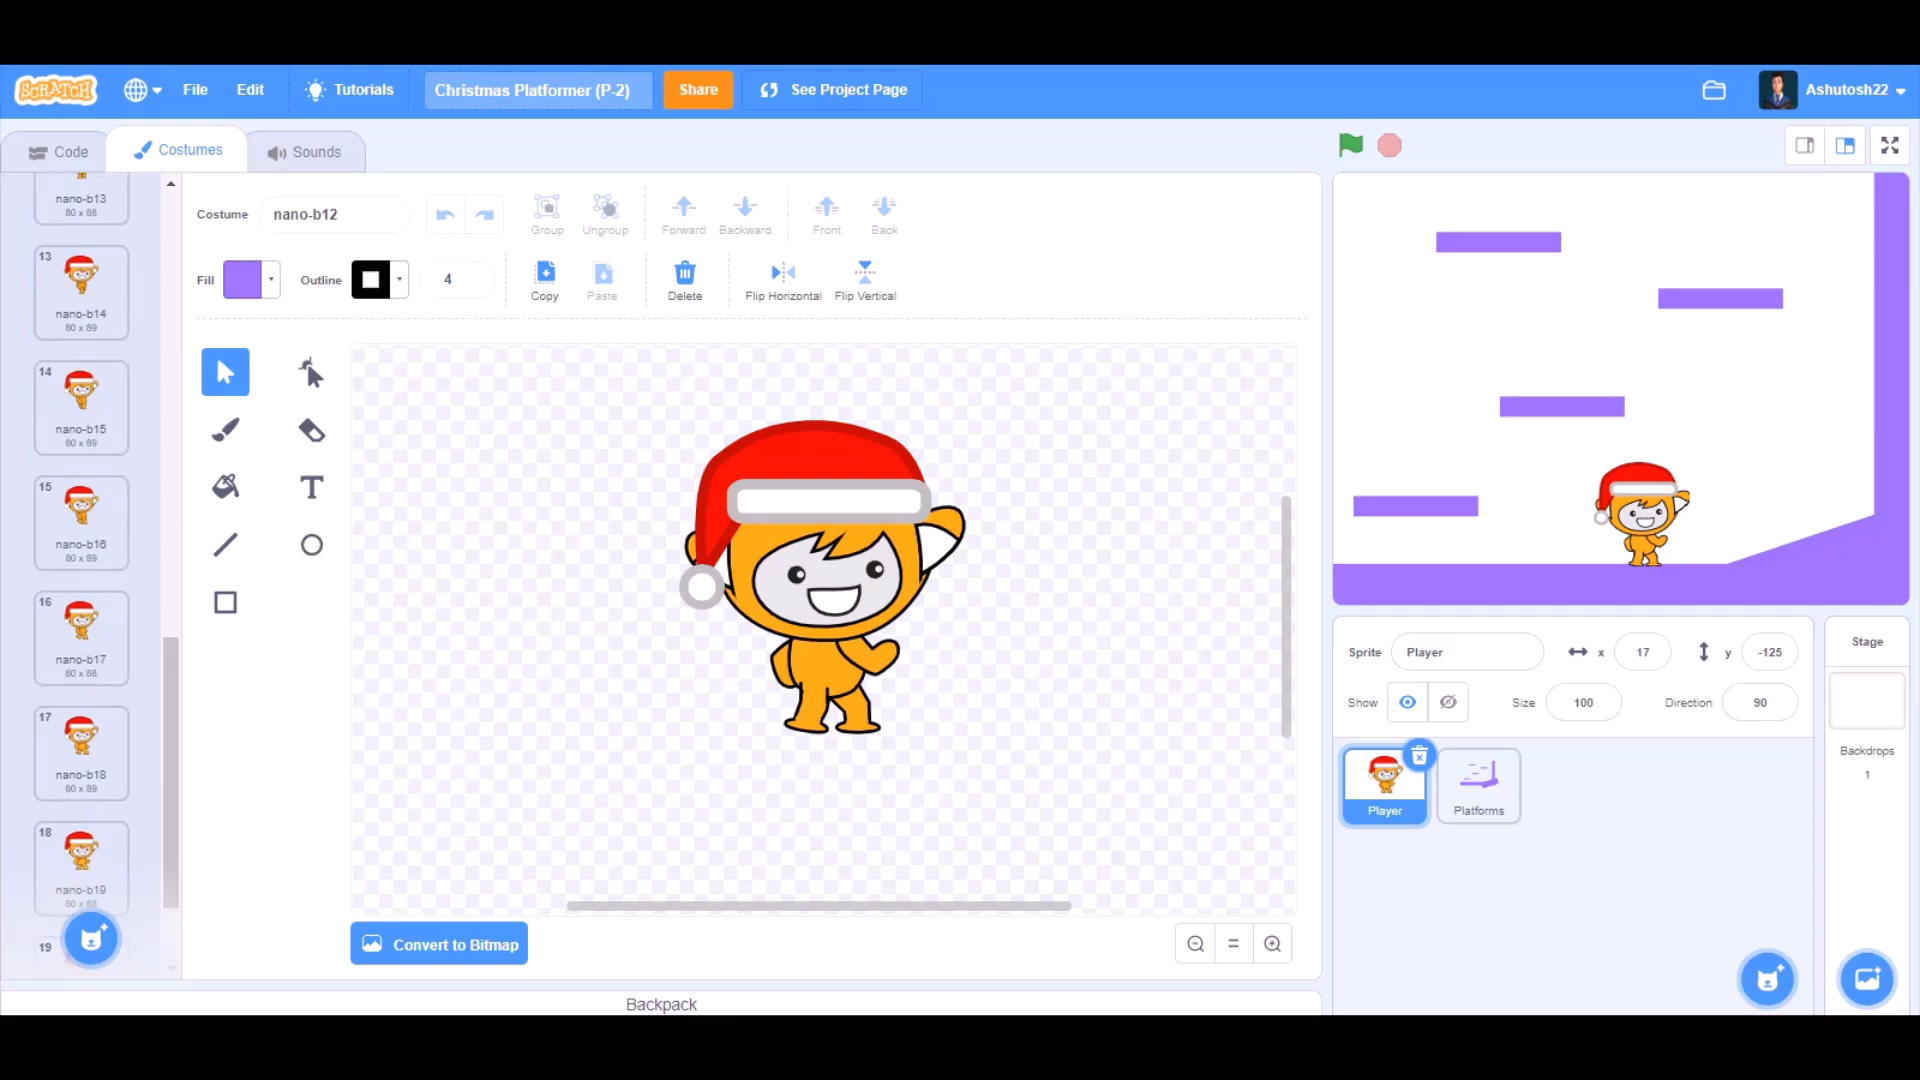 SCRATCH File Edit Tutorials Christmas Platformer (P-2) Share See Project Page Ashutosh22
Code Costumes Sounds
nano-b13
80 x 88
13
nano-b14
80 x 89
14
nano-b15
80 x 89
15
nano-b16
80 x 89
16
nano-b17
80 x 88
17
nano-b18
80 x 89
18
nano-b19
80 x 88
19
Costume nano-b12
Group Ungroup Forward Backward Front Back
Fill Outline 4
Copy Paste Delete Flip Horizontal Flip Vertical
Convert to Bitmap
Backpack
Sprite Player x 17 y -125
Show Size 100 Direction 90
Player Platforms
Stage
Backdrops
1